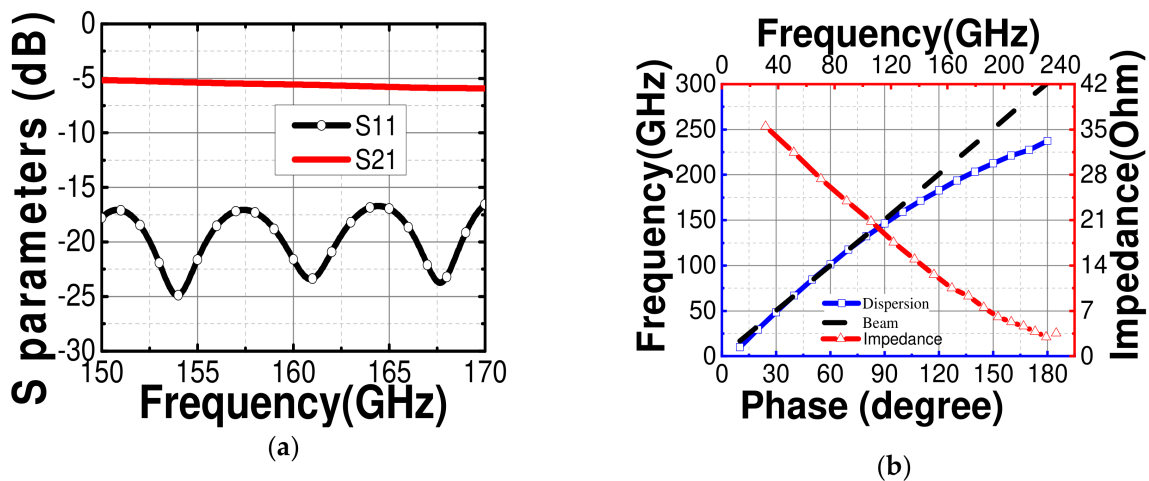 S parameters (dB)
0
-5
-10
-15
-20
-25
-30
S11
S21
150 155 160 165 170
Frequency(GHz)
(a)
Frequency(GHz)
0 40 80 120 160 200 240
Frequency(GHz)
300
250
200
150
100
50
0
Impedance(Ohm)
42
35
28
21
14
7
0
Dispersion
Beam
Impedance
0 30 60 90 120 150 180
Phase (degree)
(b)